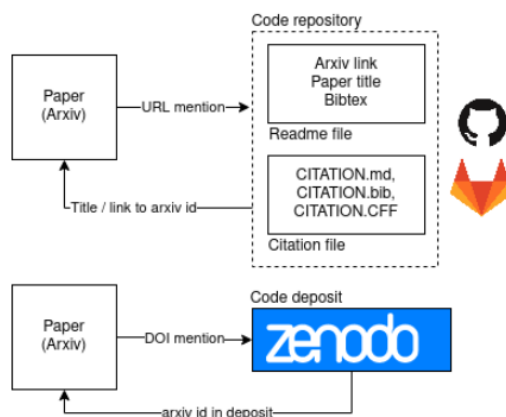 Code repository
Paper
(Arxiv)
URL mention
Arxiv link
Paper title
Bibtex
Readme file
Title / link to arxiv id
CITATION.md,
CITATION.bib,
CITATION.CFF
Citation file
Code deposit
Paper
(Arxiv)
DOI mention
zenodo
arxiv id in deposit